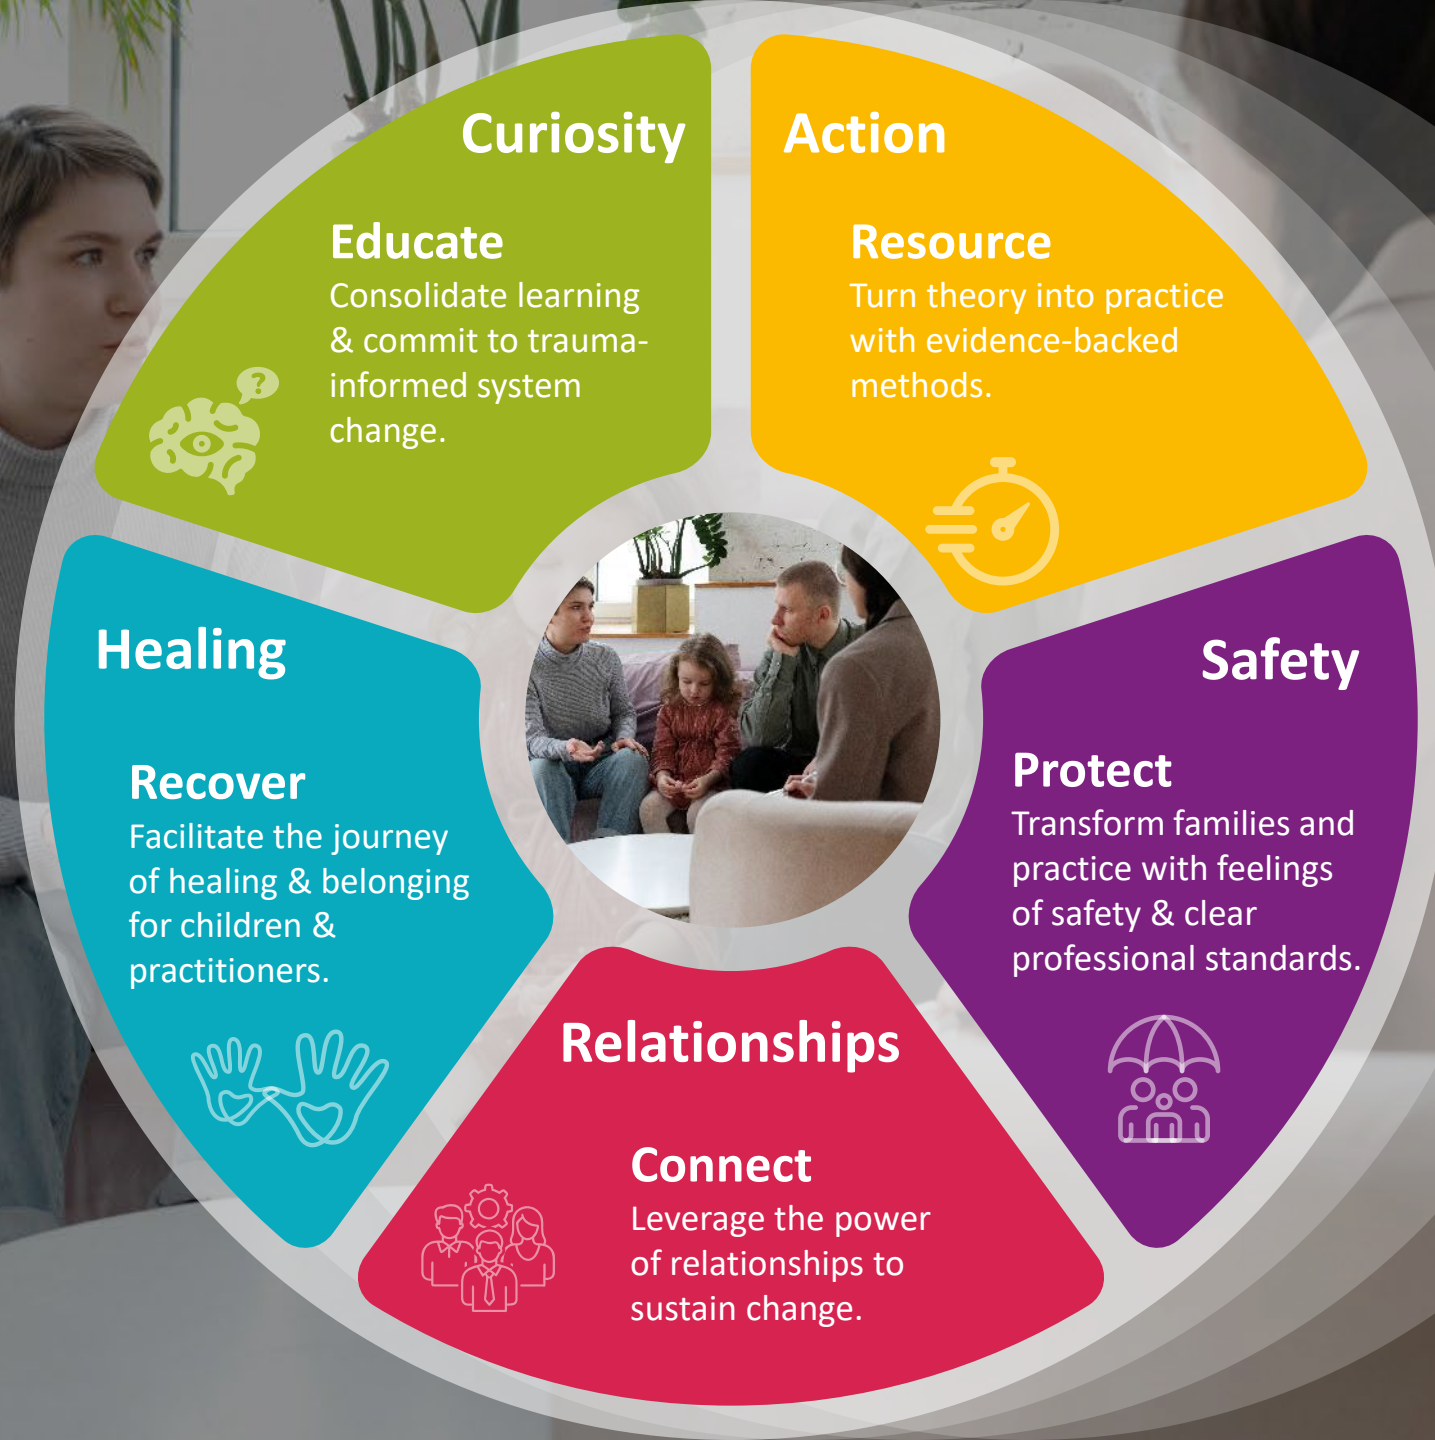 Curiosity
Educate
Consolidate learning
& commit to trauma-
informed system
change.
?
Action
Resource
Turn theory into practice
with evidence-backed
methods.
Safety
Protect
Transform families and
practice with feelings
of safety & clear
professional standards.
Relationships
Connect
Leverage the power
of relationships to
sustain change.
Healing
Recover
Facilitate the journey
of healing & belonging
for children &
practitioners.